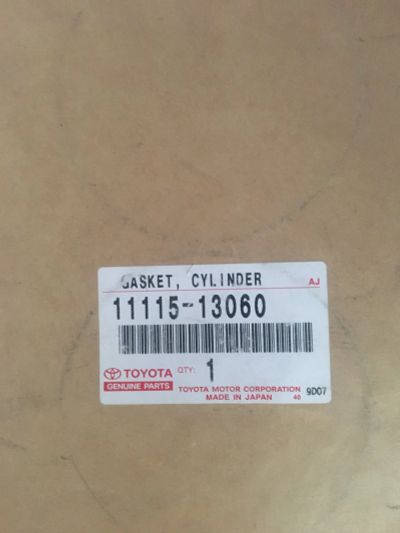 GASKET, CYLINDER AJ
11115-13060
TOYOTA QTY: 1
GENUINE PARTS TOYOTA MOTOR CORPORATION
MADE IN JAPAN 40 9D07